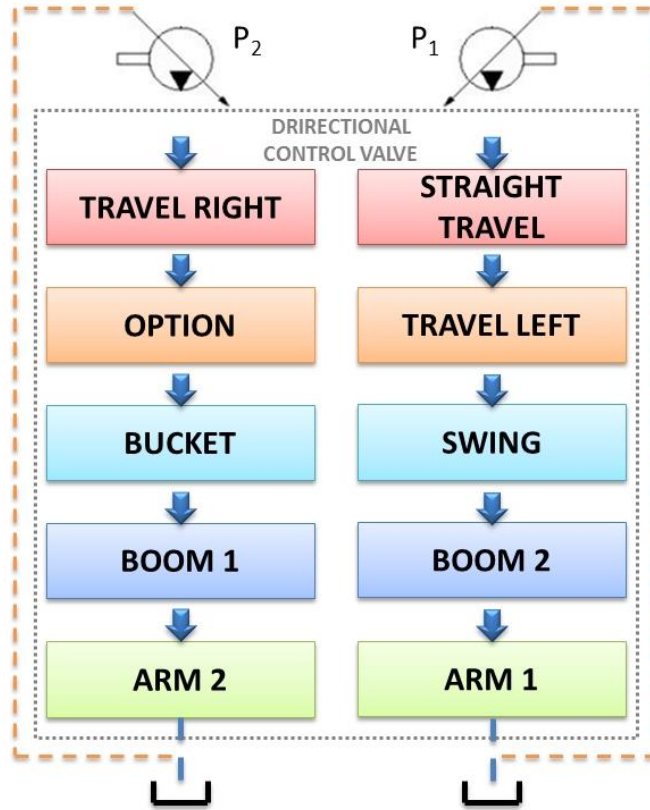 P2
P1
DRIRECTIONAL
CONTROL VALVE
TRAVEL RIGHT
STRAIGHT
TRAVEL
OPTION
TRAVEL LEFT
BUCKET
SWING
BOOM 1
BOOM 2
ARM 2
ARM 1